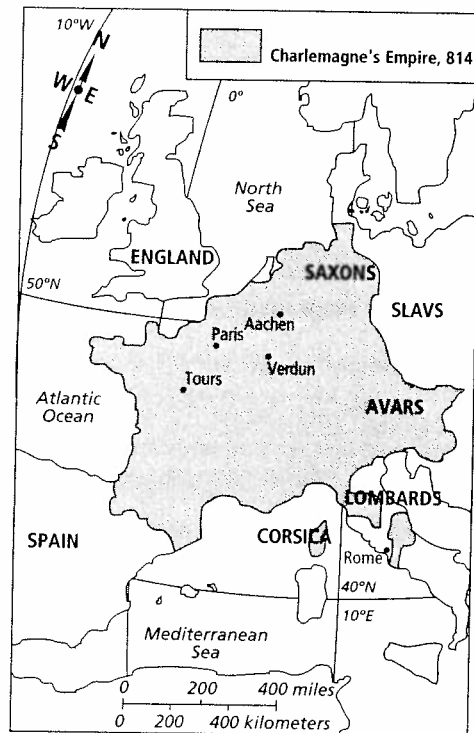 10°W
N
W E
S
Charlemagne's Empire, 814
0°
North
Sea
ENGLAND
SAXONS
50°N
SLAVS
Aachen
Paris
Verdun
Tours
Atlantic
Ocean
AVARS
LOMBARDS
SPAIN
CORSICA
Rome
40°N
10°E
Mediterranean
Sea
0 200 400 miles
0 200 400 kilometers